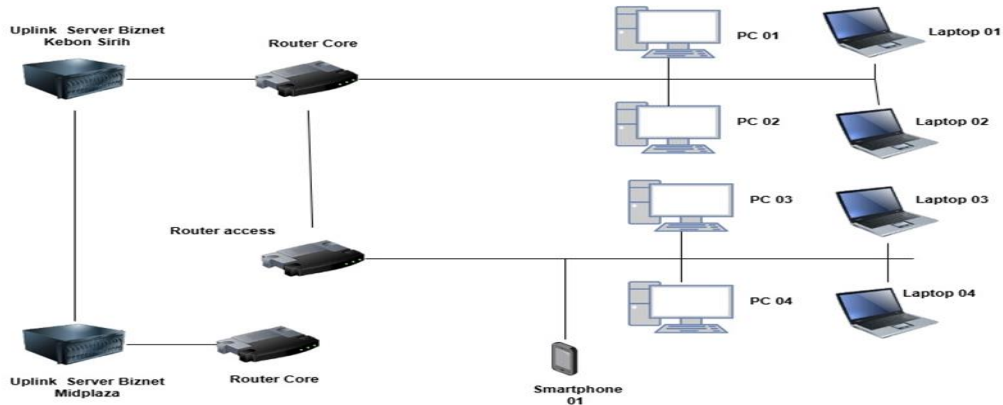 Uplink Server Biznet
Kebon Sirih
Router Core
PC 01
Laptop 01
PC 02
Laptop 02
PC 03
Laptop 03
Router access
PC 04
Laptop 04
Uplink Server Biznet
Midplaza
Router Core
Smartphone
01